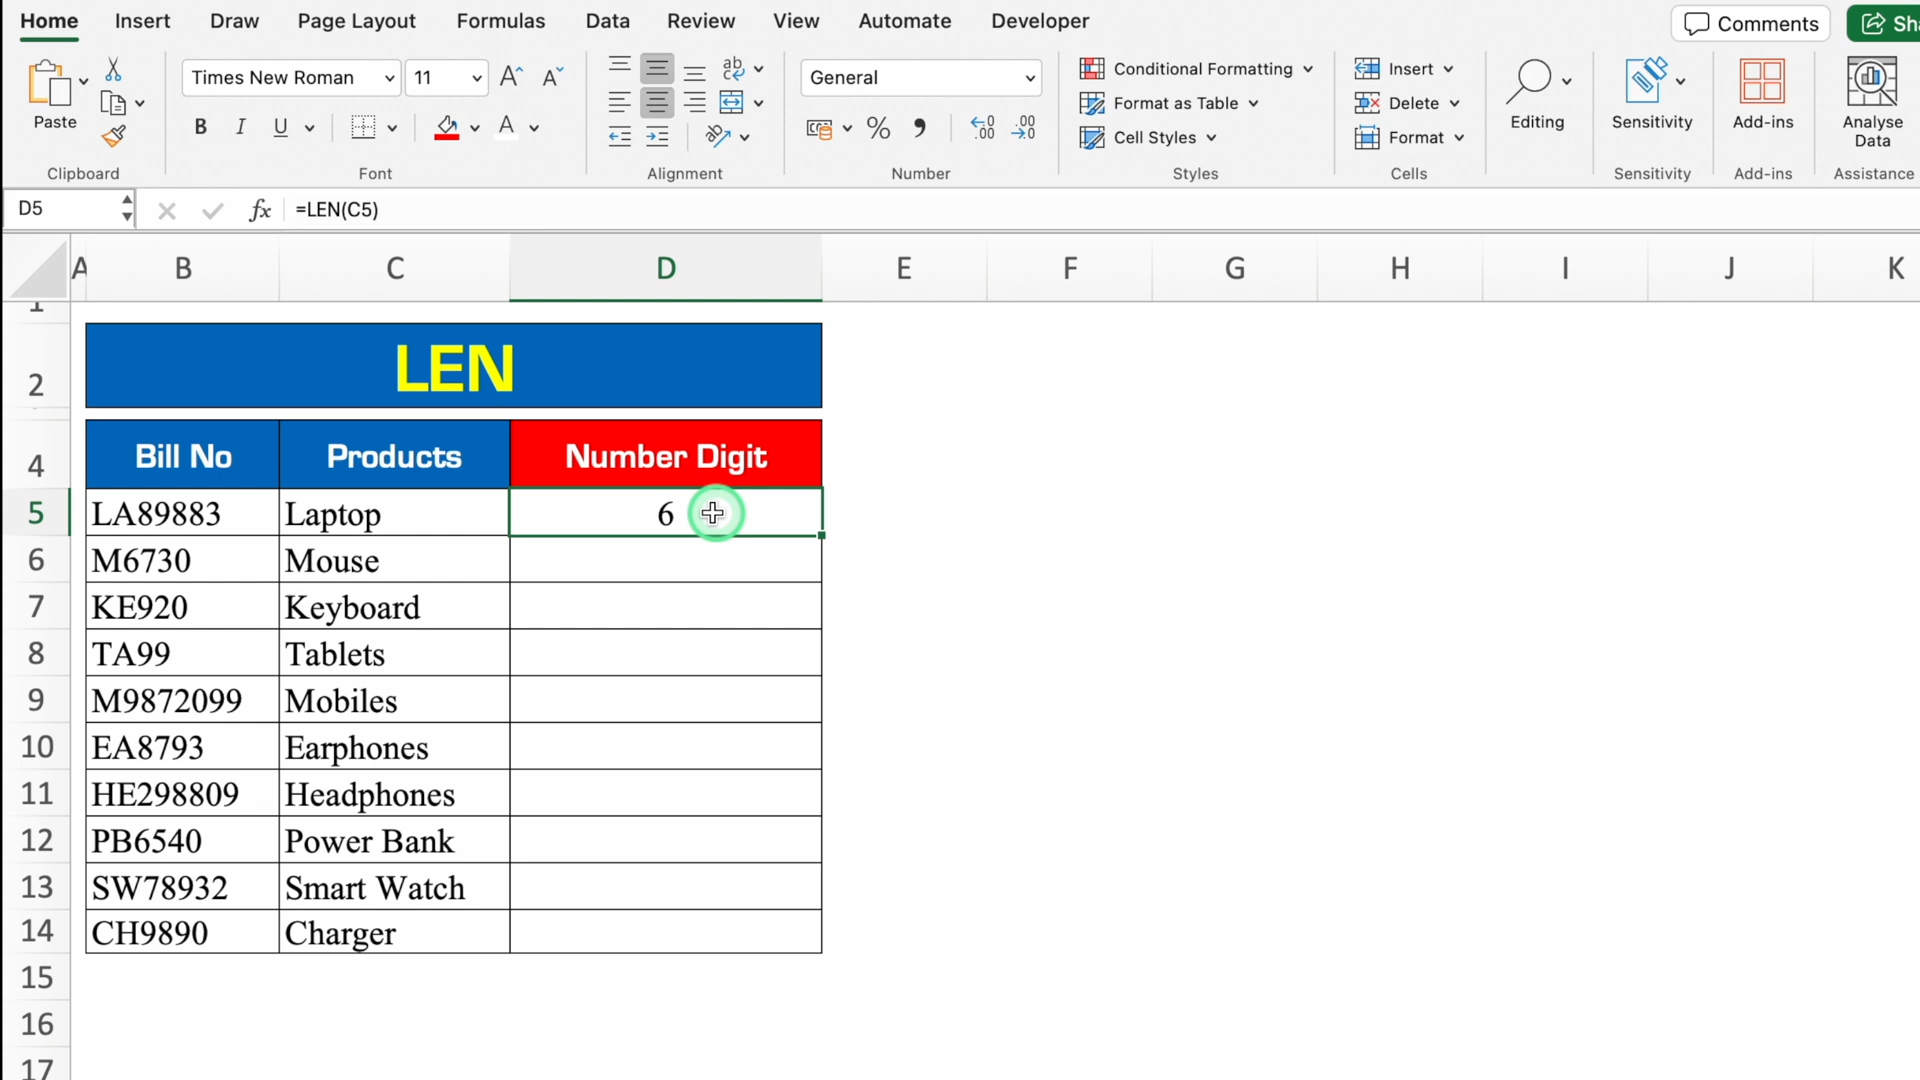 Home Insert Draw Page Layout Formulas Data Review View Automate Developer Comments Sha
Times New Roman 11 General Conditional Formatting Insert
Format as Table Delete
Paste Editing Sensitivity Add-ins Analyse Data
B I U A % Cell Styles Format
Clipboard Font Alignment Number Styles Cells Sensitivity Add-ins Assistance
D5 fx =LEN(C5)
A B C D E F G H I J K
1
2 LEN
4 Bill No Products Number Digit
5 LA89883 Laptop 6
6 M6730 Mouse
7 KE920 Keyboard
8 TA99 Tablets
9 M9872099 Mobiles
10 EA8793 Earphones
11 HE298809 Headphones
12 PB6540 Power Bank
13 SW78932 Smart Watch
14 CH9890 Charger
15
16
17